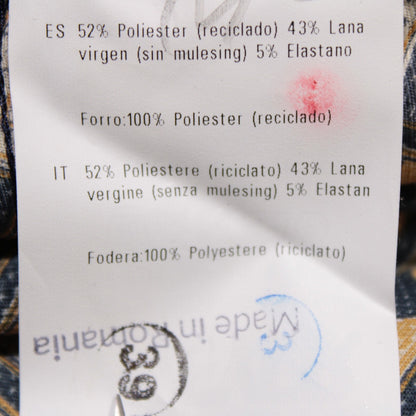 ES 52% Poliester (reciclado) 43% Lana
virgen (sin mulesing) 5% Elastano
Forro:100% Poliester (reciclado)
IT 52% Poliestere (riciclato) 43% Lana
vergine (senza mulesing) 5% Elastan
Fodera:100% Polyestere (riciclato)
Made in Romania
39